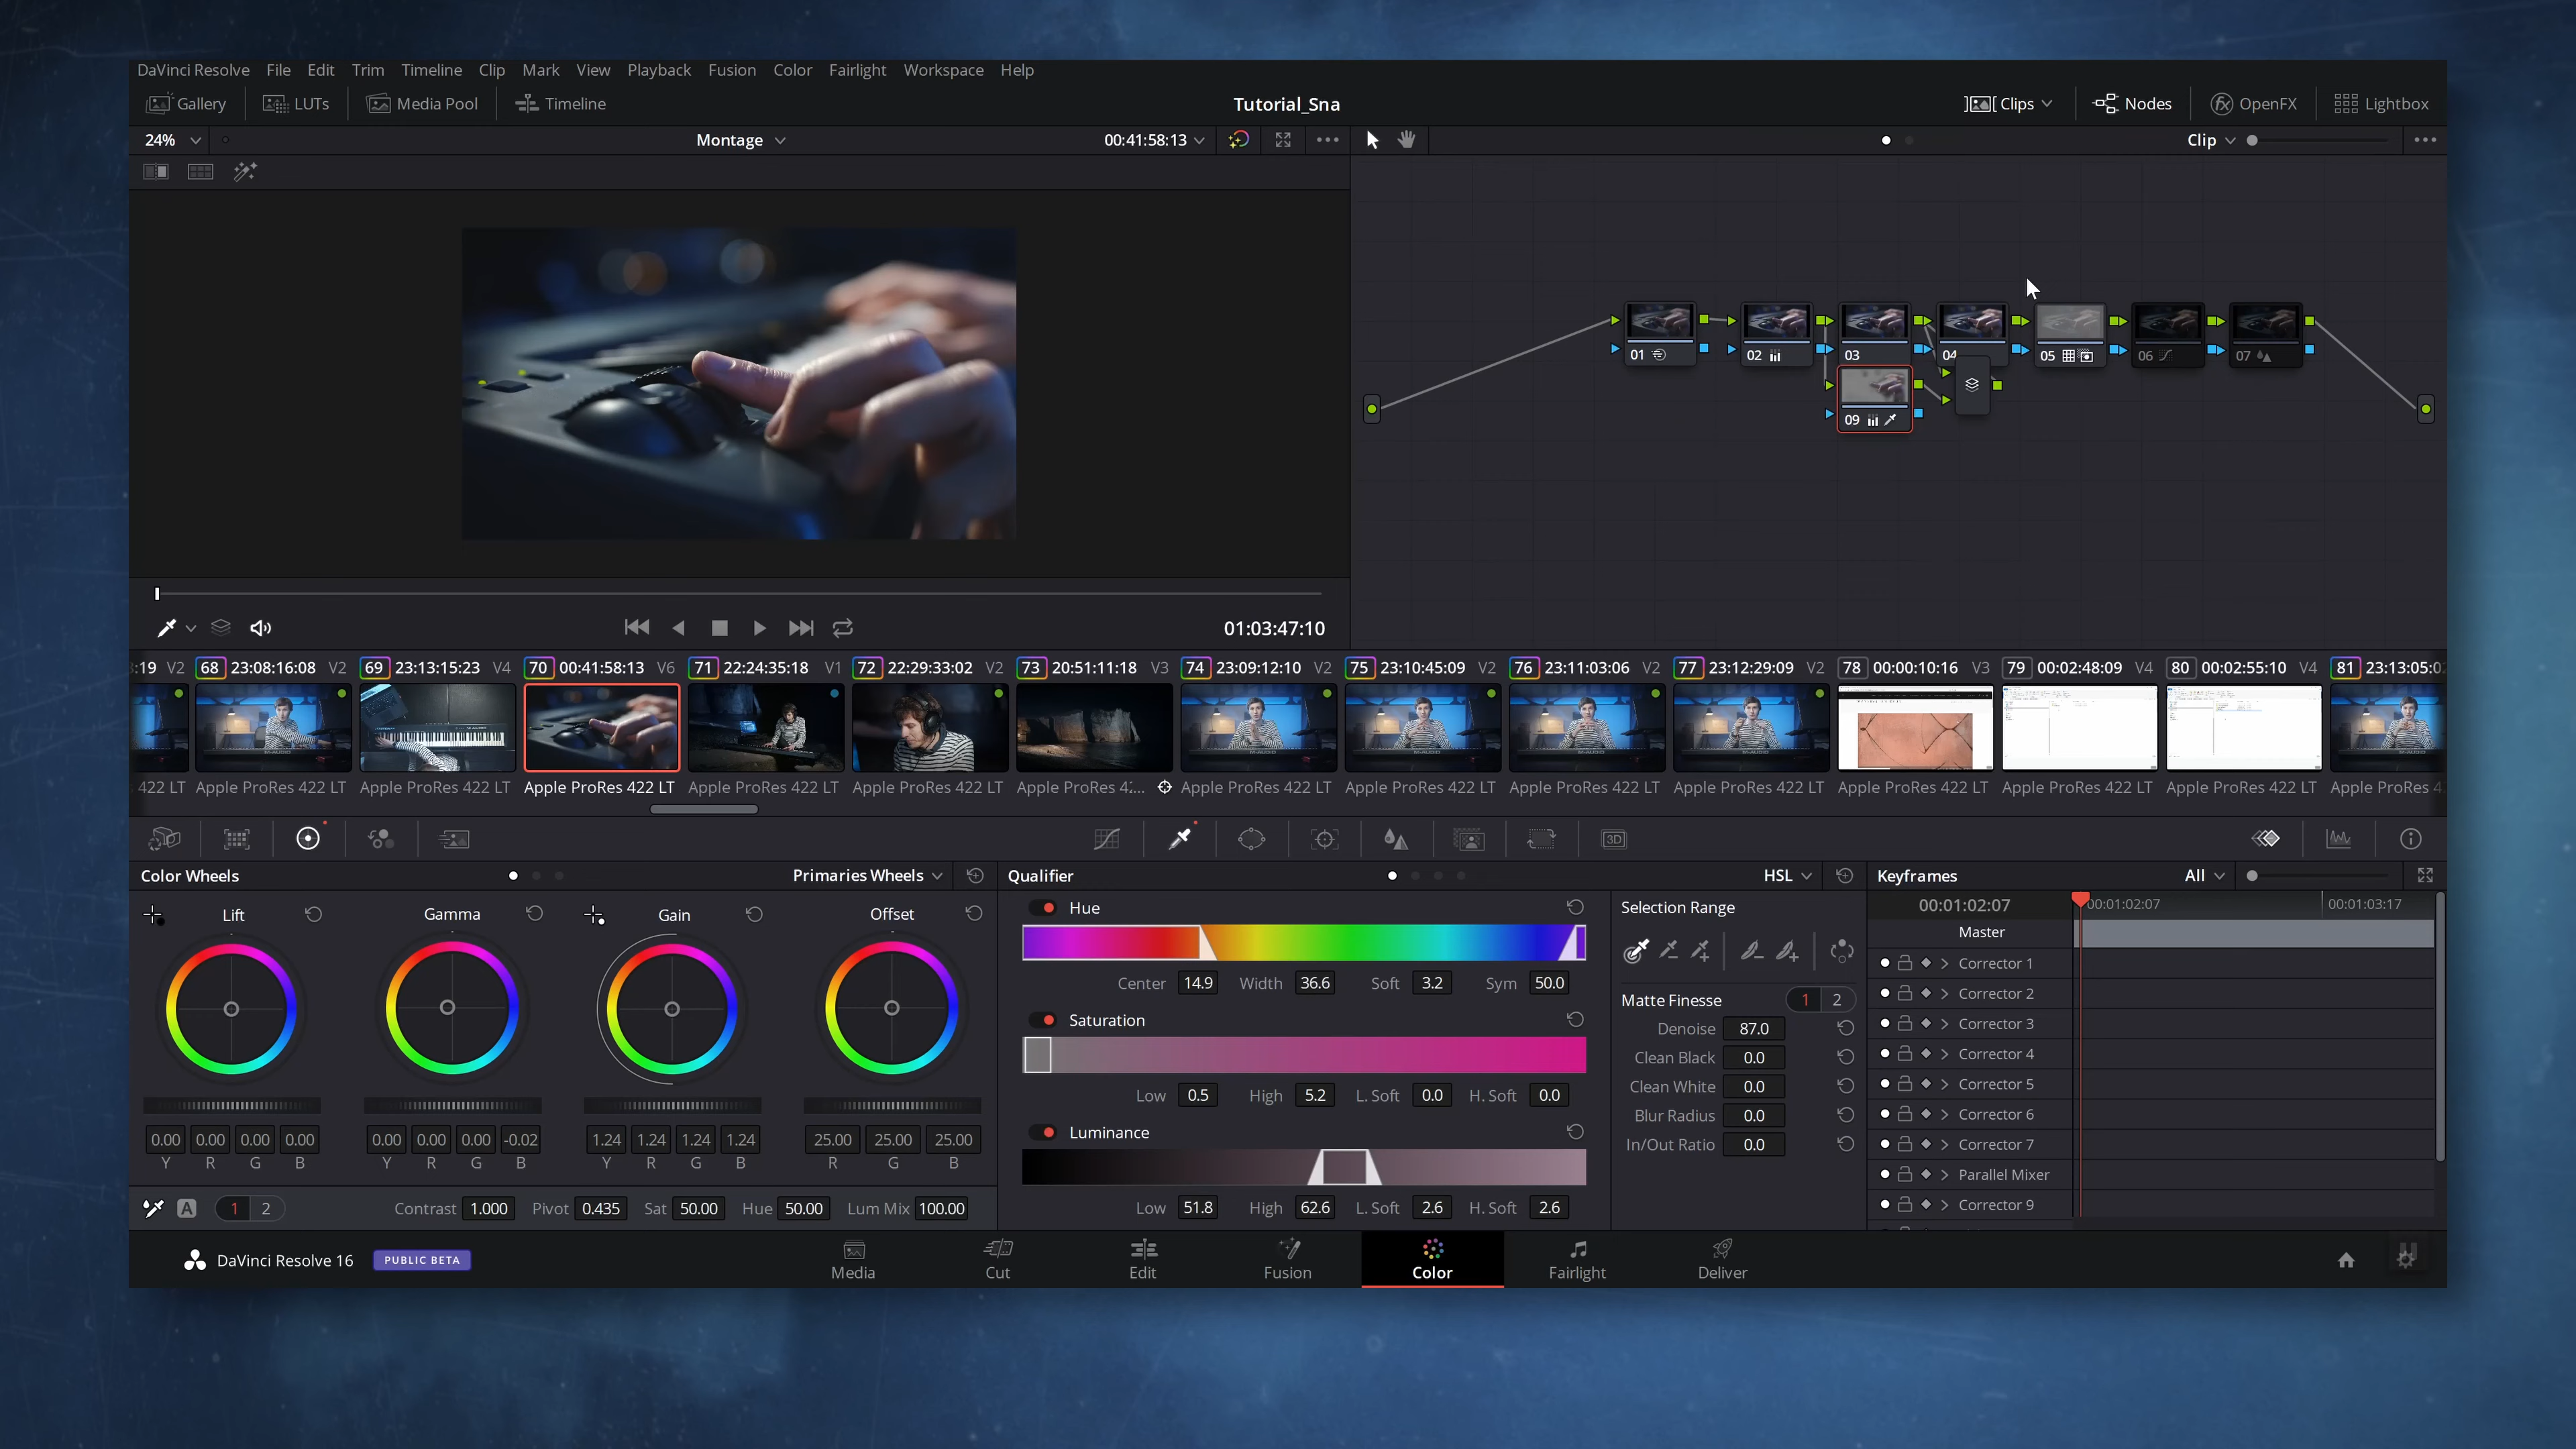 DaVinci Resolve File Edit Trim Timeline Clip Mark View Playback Fusion Color Fairlight Workspace Help
Gallery LUTs Media Pool Timeline Tutorial_Sna Clips Nodes OpenFX Lightbox
24% Montage 00:41:58:13 Clip
01 02 03 04 05 06 07
09
01:03:47:10
:19 V2 68 23:08:16:08 V2 69 23:13:15:23 V4 70 00:41:58:13 V6 71 22:24:35:18 V1 72 22:29:33:02 V2 73 20:51:11:18 V3 74 23:09:12:10 V2 75 23:10:45:09 V2 76 23:11:03:06 V2 77 23:12:29:09 V2 78 00:00:10:16 V3 79 00:02:48:09 V4 80 00:02:55:10 V4 81 23:13:05:0
422 LT Apple ProRes 422 LT Apple ProRes 422 LT Apple ProRes 422 LT Apple ProRes 422 LT Apple ProRes 422 LT Apple ProRes 4... Apple ProRes 422 LT Apple ProRes 422 LT Apple ProRes 422 LT Apple ProRes 422 LT Apple ProRes 422 LT Apple ProRes 422 LT Apple ProRes 422 LT Apple ProRes 4
3D
Color Wheels Primaries Wheels Qualifier HSL Keyframes All
Lift Gamma Gain Offset
0.00 0.00 0.00 0.00 0.00 0.00 0.00 -0.02 1.24 1.24 1.24 1.24 25.00 25.00 25.00
Y R G B Y R G B Y R G B R G B
A 1 2 Contrast 1.000 Pivot 0.435 Sat 50.00 Hue 50.00 Lum Mix 100.00
Hue
Center 14.9 Width 36.6 Soft 3.2 Sym 50.0
Saturation
Low 0.5 High 5.2 L. Soft 0.0 H. Soft 0.0
Luminance
Low 51.8 High 62.6 L. Soft 2.6 H. Soft 2.6
Selection Range
Matte Finesse 1 2
Denoise 87.0
Clean Black 0.0
Clean White 0.0
Blur Radius 0.0
In/Out Ratio 0.0
00:01:02:07 00:01:02:07 00:01:03:17
Master
Corrector 1
Corrector 2
Corrector 3
Corrector 4
Corrector 5
Corrector 6
Corrector 7
Parallel Mixer
Corrector 9
DaVinci Resolve 16 PUBLIC BETA Media Cut Edit Fusion Color Fairlight Deliver